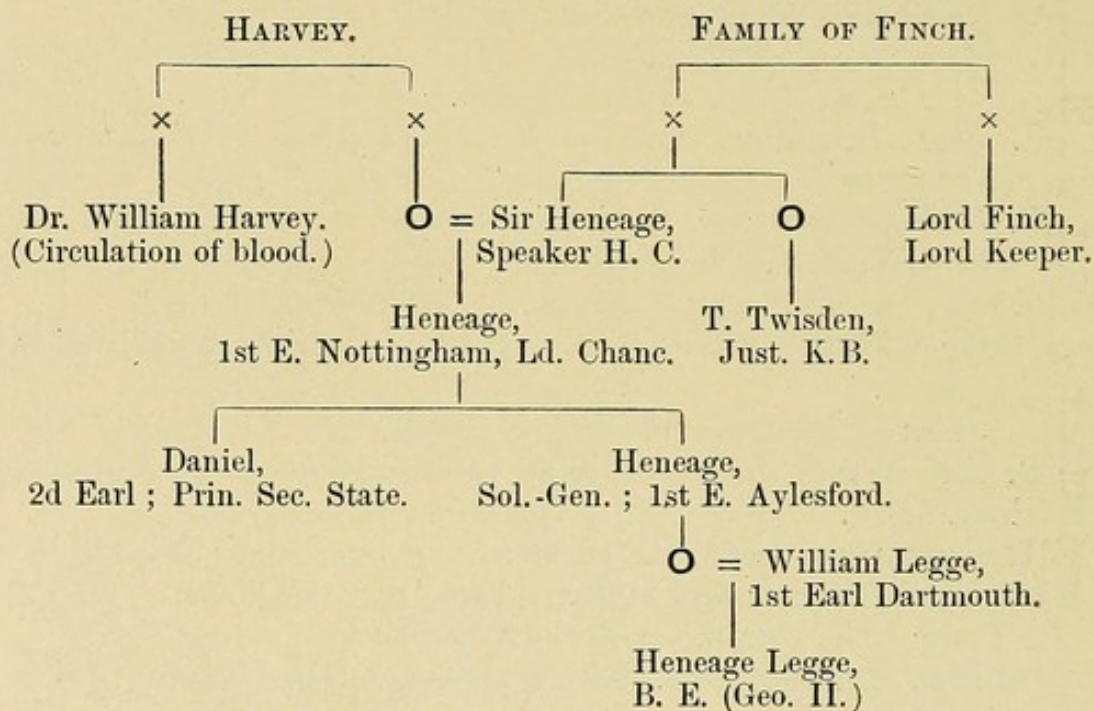 HARVEY. FAMILY OF FINCH.
× × × ×
Dr. William Harvey. O = Sir Heneage, O Lord Finch,
(Circulation of blood.) Speaker H. C. Lord Keeper.
Heneage, T. Twisden,
1st E. Nottingham, Ld. Chanc. Just. K.B.
Daniel, Heneage,
2d Earl ; Prin. Sec. State. Sol.-Gen. ; 1st E. Aylesford.
O = William Legge,
1st Earl Dartmouth.
Heneage Legge,
B. E. (Geo. II.)